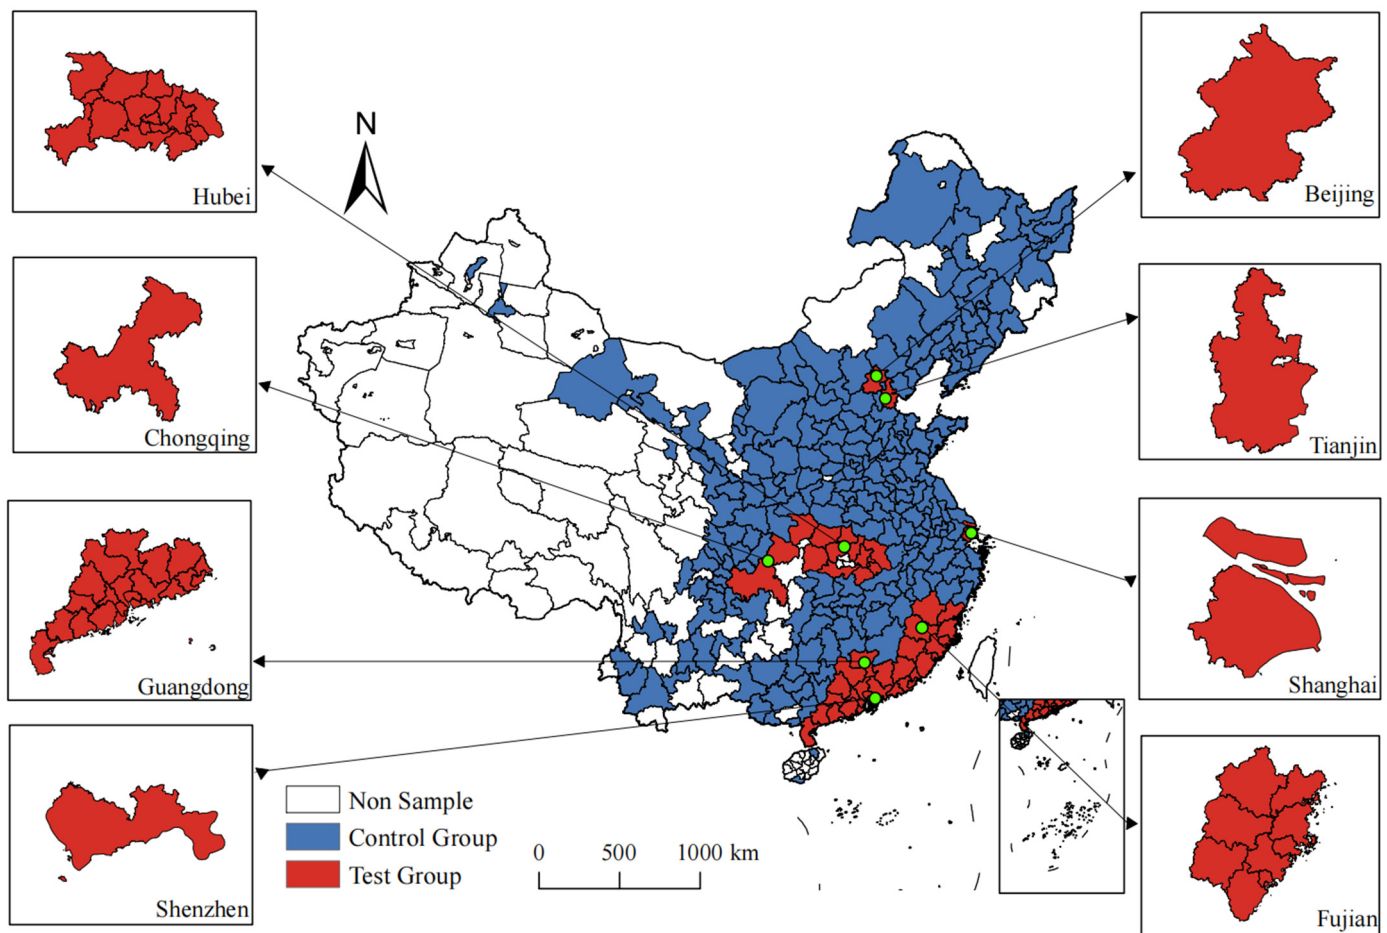 Hubei
N
Beijing
Chongqing
Tianjin
Guangdong
Shanghai
Shenzhen
Fujian
Non Sample
Control Group
Test Group
0 500 1000 km